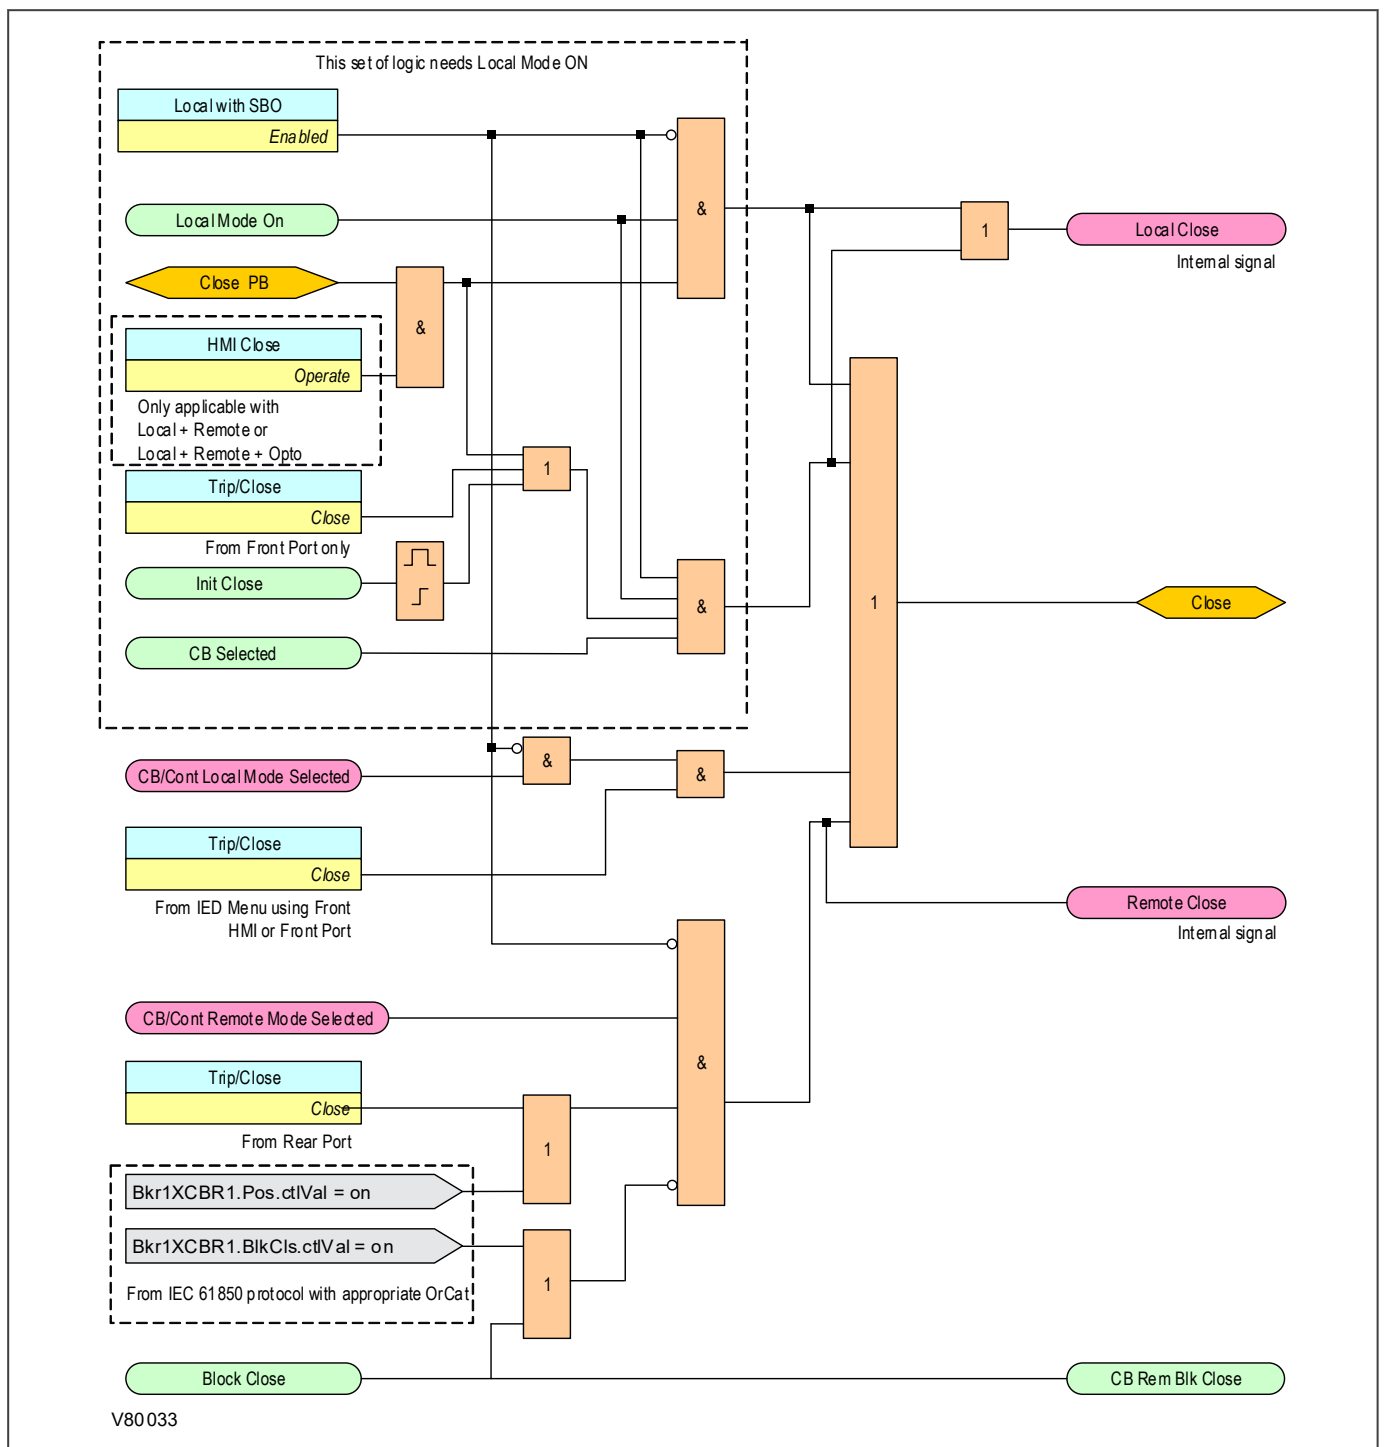 This set of logic needs Local Mode ON
Local with SBO
Enabled
&
Local Mode On
1
Local Close
Internal signal
Close PB
&
HMI Close
Operate
Only applicable with
Local + Remote or
Local + Remote + Opto
1
Trip/Close
Close
From Front Port only
Init Close
&
1
Close
CB Selected
&
&
CB/Cont Local Mode Selected
Trip/Close
Close
From IED Menu using Front
HMI or Front Port
Remote Close
Internal signal
CB/Cont Remote Mode Selected
&
Trip/Close
Close
From Rear Port
1
Bkr1XCBR1.Pos.ctlVal = on
Bkr1XCBR1.BlkCls.ctlVal = on
1
From IEC 61850 protocol with appropriate OrCat
Block Close
CB Rem Blk Close
V80033